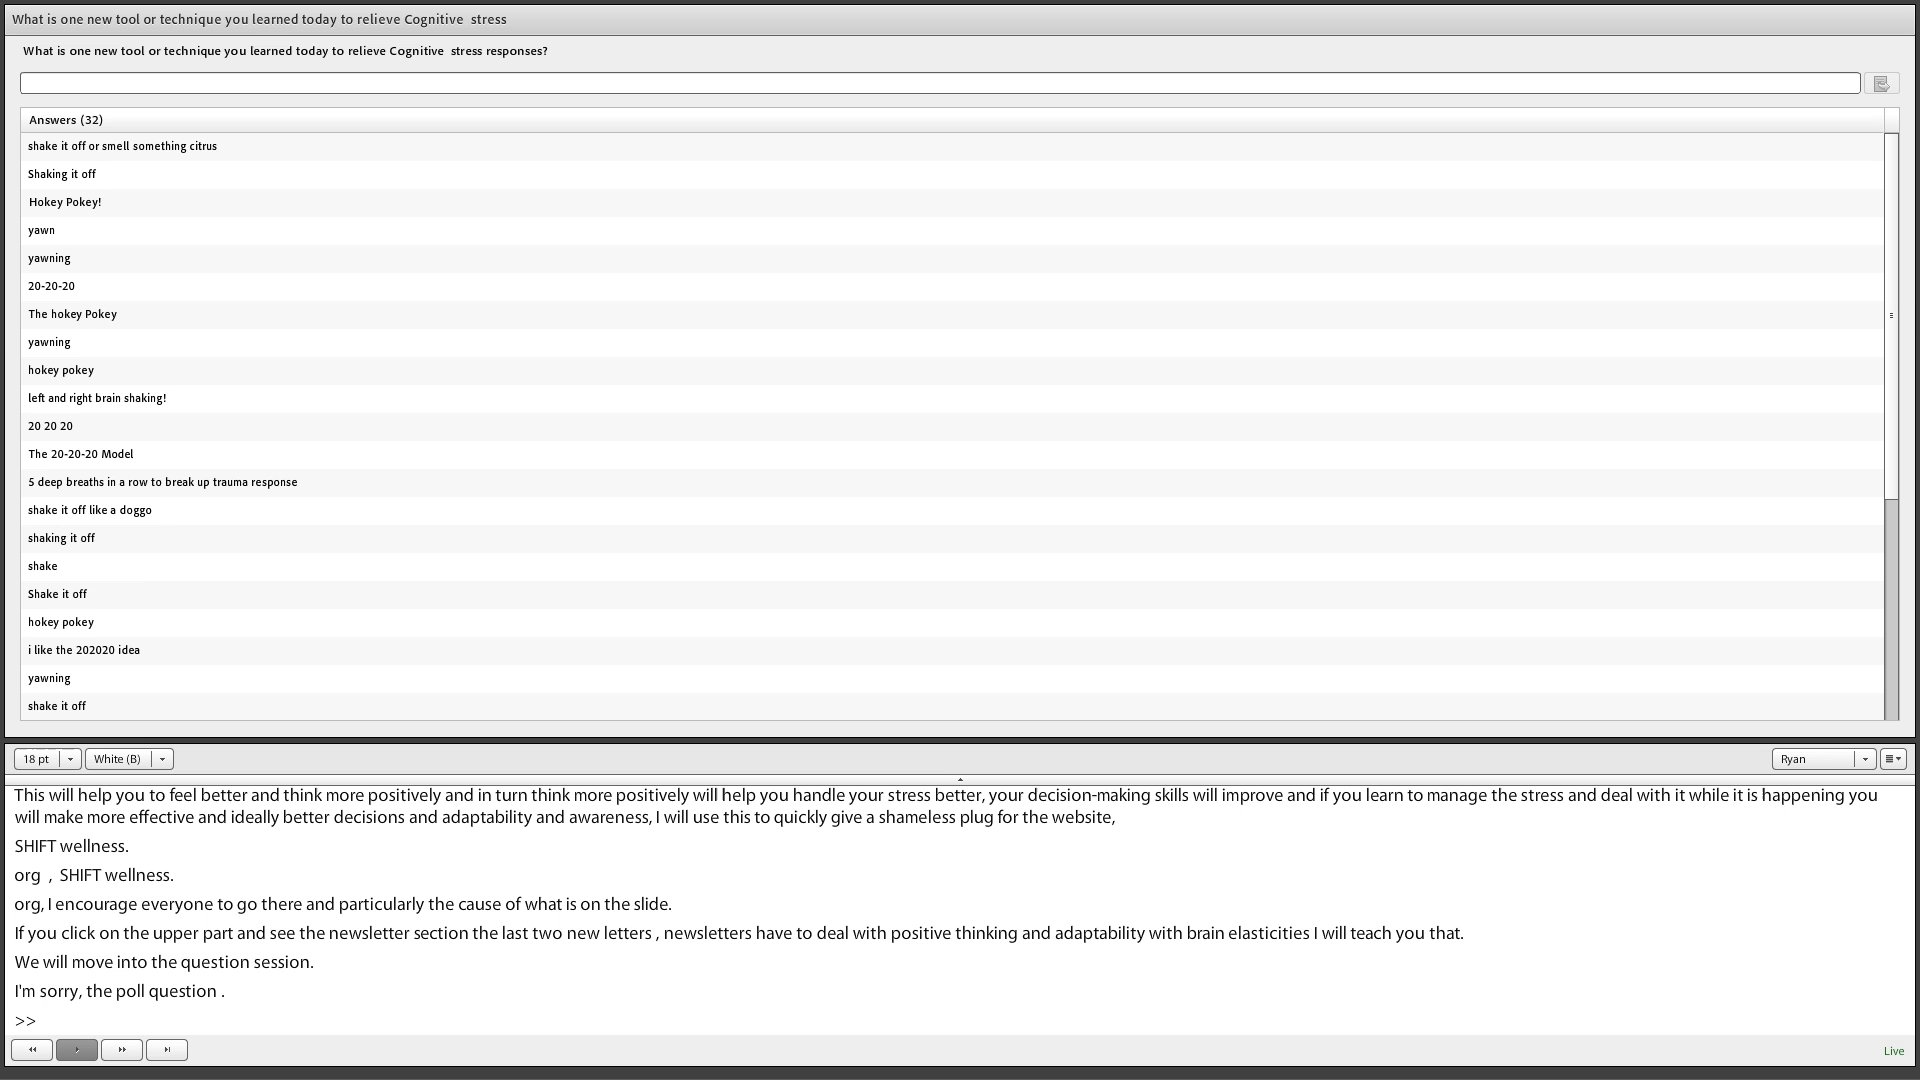 What is one new tool or technique you learned today to relieve Cognitive  stress
What is one new tool or technique you learned today to relieve Cognitive  stress responses?
Answers (32)
shake it off or smell something citrus
Shaking it off
Hokey Pokey!
yawn
yawning
20-20-20
The hokey Pokey
yawning
hokey pokey
left and right brain shaking!
20 20 20
The 20-20-20 Model
5 deep breaths in a row to break up trauma response
shake it off like a doggo
shaking it off
shake
Shake it off
hokey pokey
i like the 202020 idea
yawning
shake it off
18 pt
White (B)
Ryan
This will help you to feel better and think more positively and in turn think more positively will help you handle your stress better, your decision-making skills will improve and if you learn to manage the stress and deal with it while it is happening you
will make more effective and ideally better decisions and adaptability and awareness, I will use this to quickly give a shameless plug for the website,
SHIFT wellness.
org  ,  SHIFT wellness.
org, I encourage everyone to go there and particularly the cause of what is on the slide.
If you click on the upper part and see the newsletter section the last two new letters , newsletters have to deal with positive thinking and adaptability with brain elasticities I will teach you that.
We will move into the question session.
I'm sorry, the poll question .
>>
Live